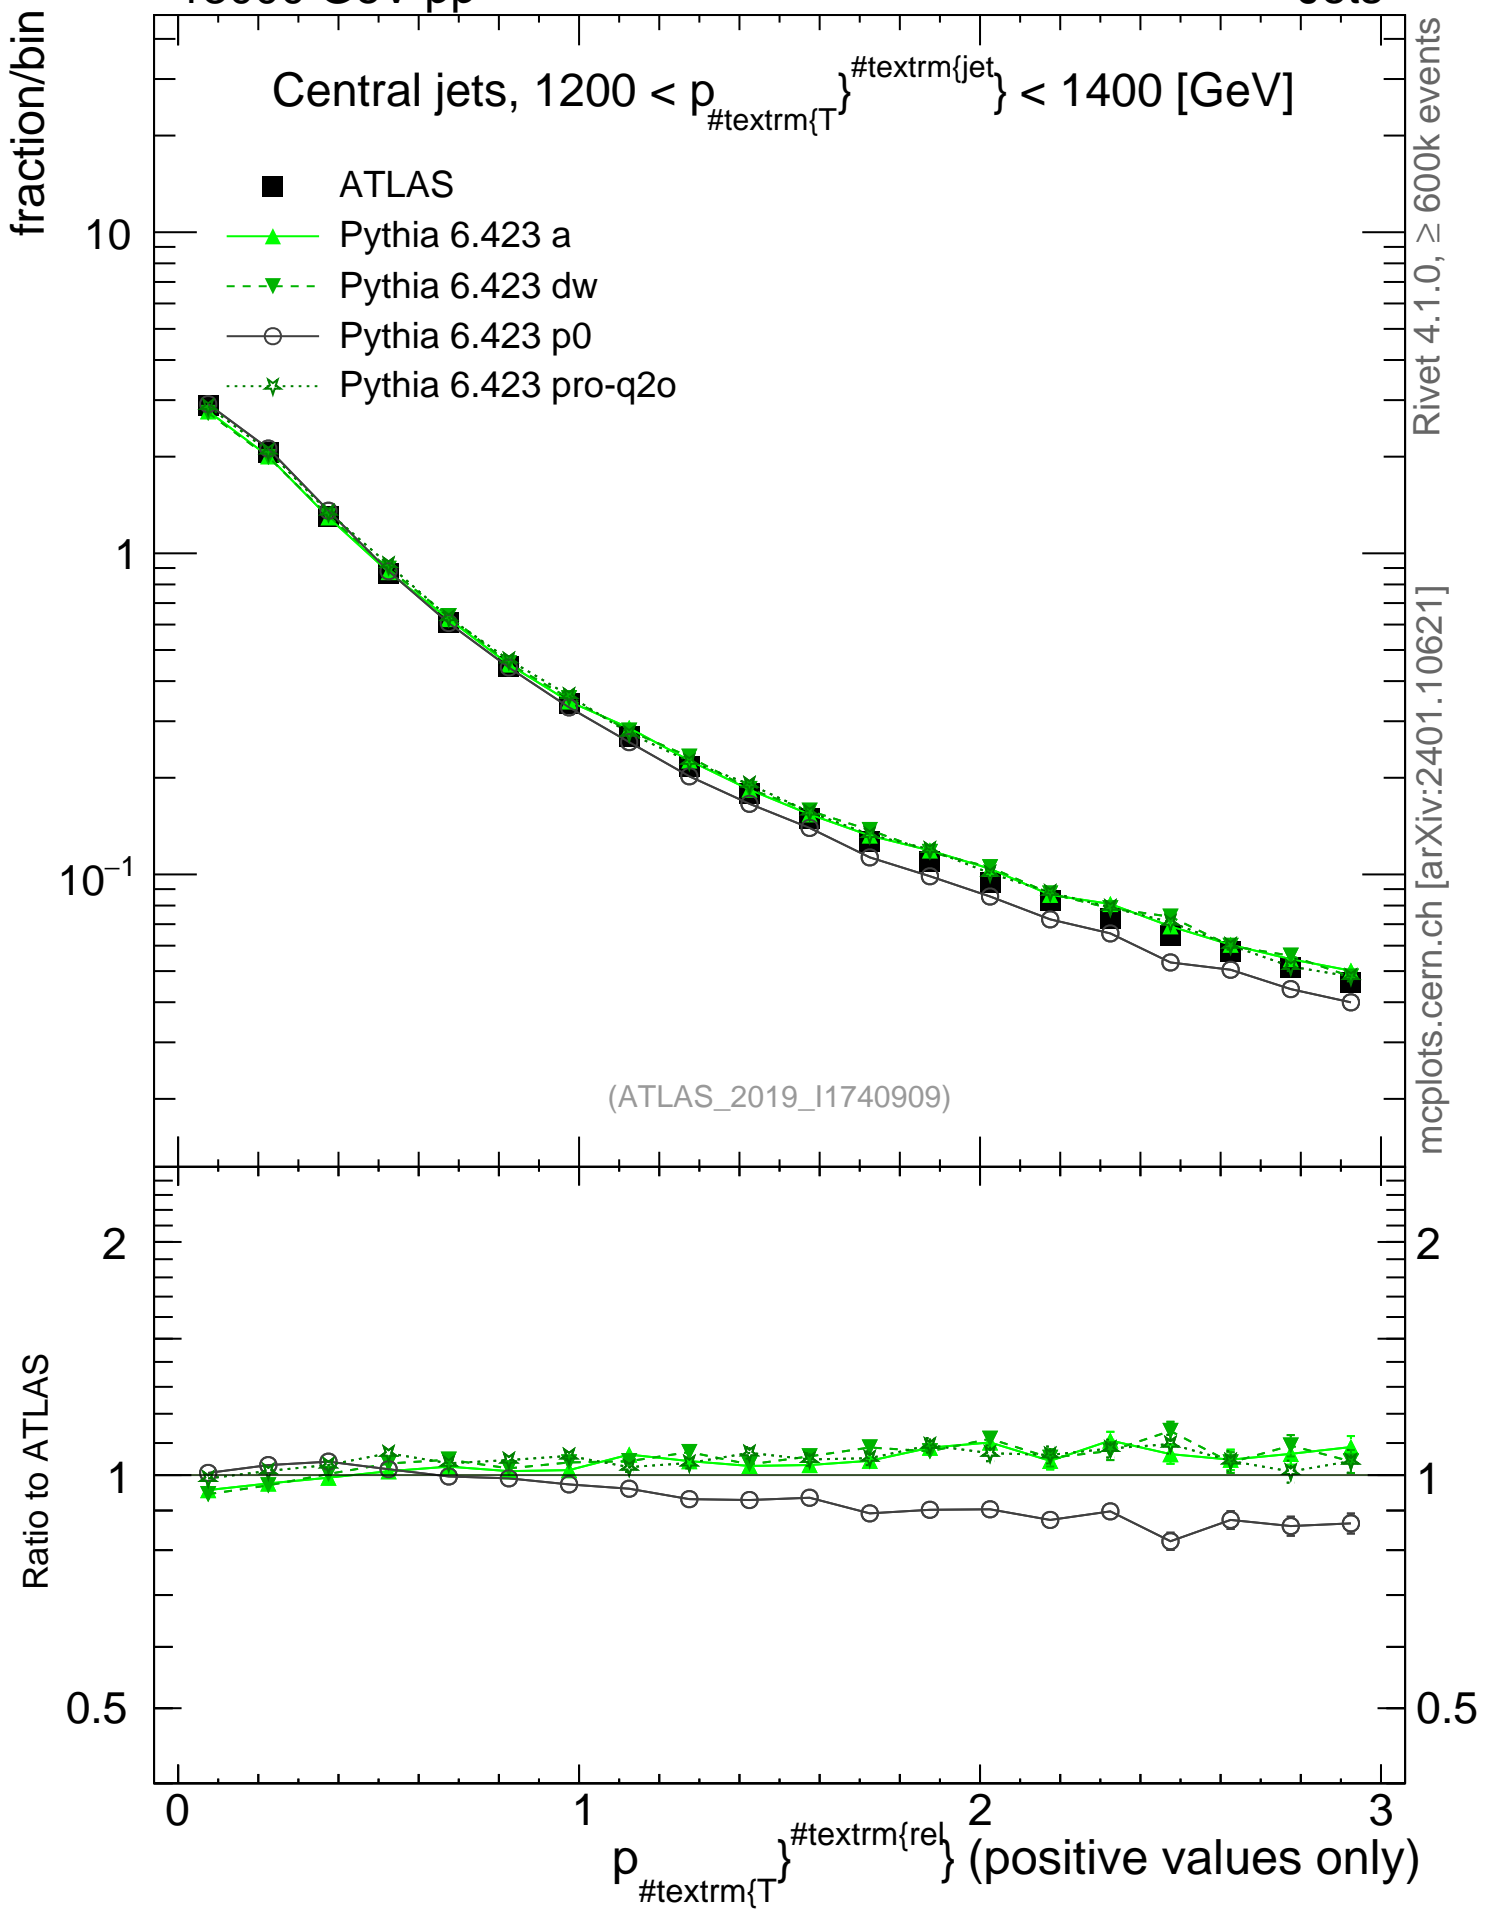 fraction/bin
Central jets, 1200 < p_#textrm{T}^#textrm{jet} < 1400 [GeV]
ATLAS
Pythia 6.423 a
Pythia 6.423 dw
Pythia 6.423 p0
Pythia 6.423 pro-q2o
10
1
10−1
(ATLAS_2019_I1740909)
Rivet 4.1.0, ≥ 600k events
mcplots.cern.ch [arXiv:2401.10621]
Ratio to ATLAS
2
1
0.5
2
1
0.5
0
1
2
3
p_#textrm{T}^#textrm{rel} (positive values only)